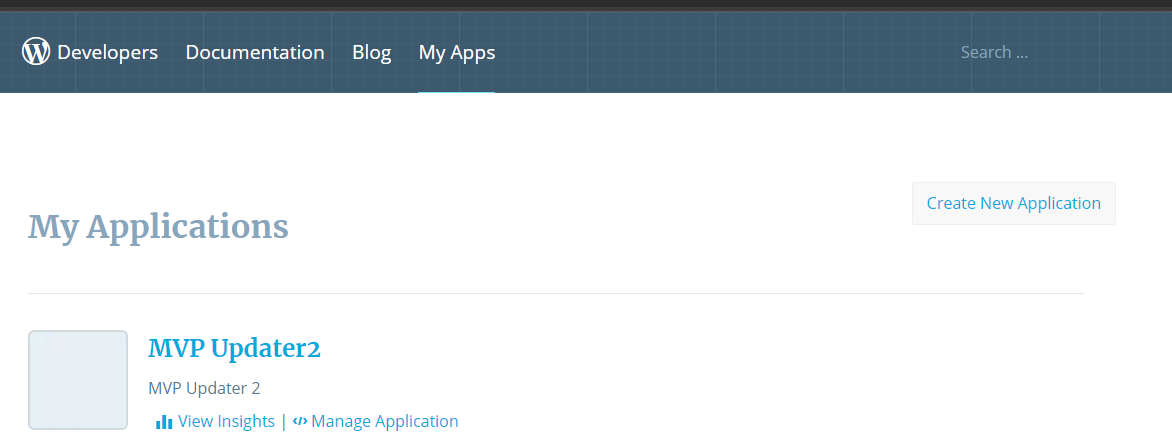 Developers Documentation Blog My Apps Search ...
Create New Application
My Applications
MVP Updater2
MVP Updater 2
View Insights | Manage Application